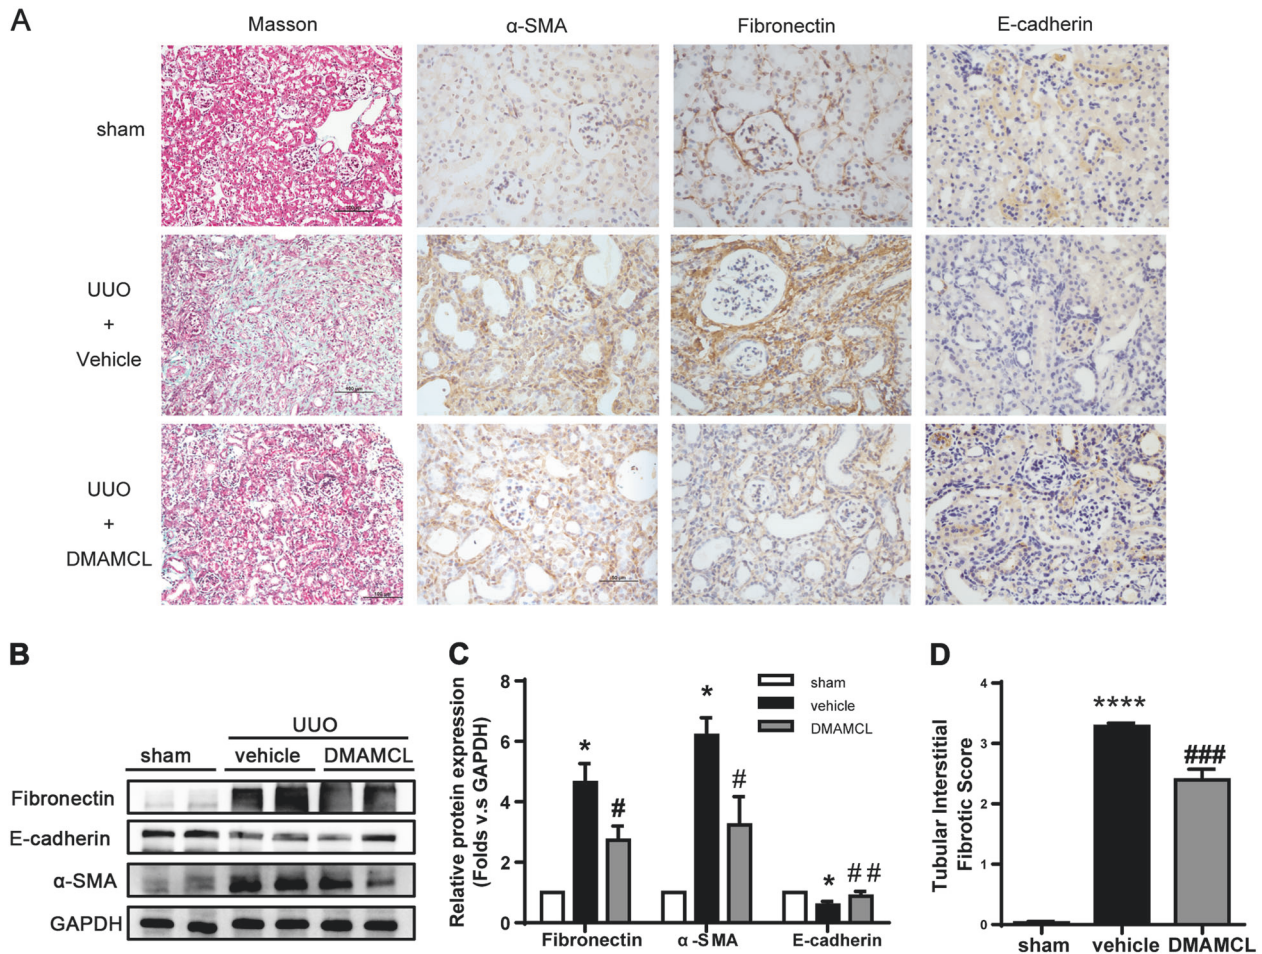 A
Masson
α-SMA
Fibronectin
E-cadherin
sham
UUO
+
Vehicle
UUO
+
DMAMCL
B
UUO
sham
vehicle
DMAMCL
Fibronectin
E-cadherin
α-SMA
GAPDH
C
Relative protein expression
(Folds v.s GAPDH)
8
6
4
2
0
*
#
*
#
*
##
sham
vehicle
DMAMCL
Fibronectin
α-SMA
E-cadherin
D
Tubular Interstitial
Fibrotic Score
4
3
2
1
0
****
###
sham
vehicle
DMAMCL